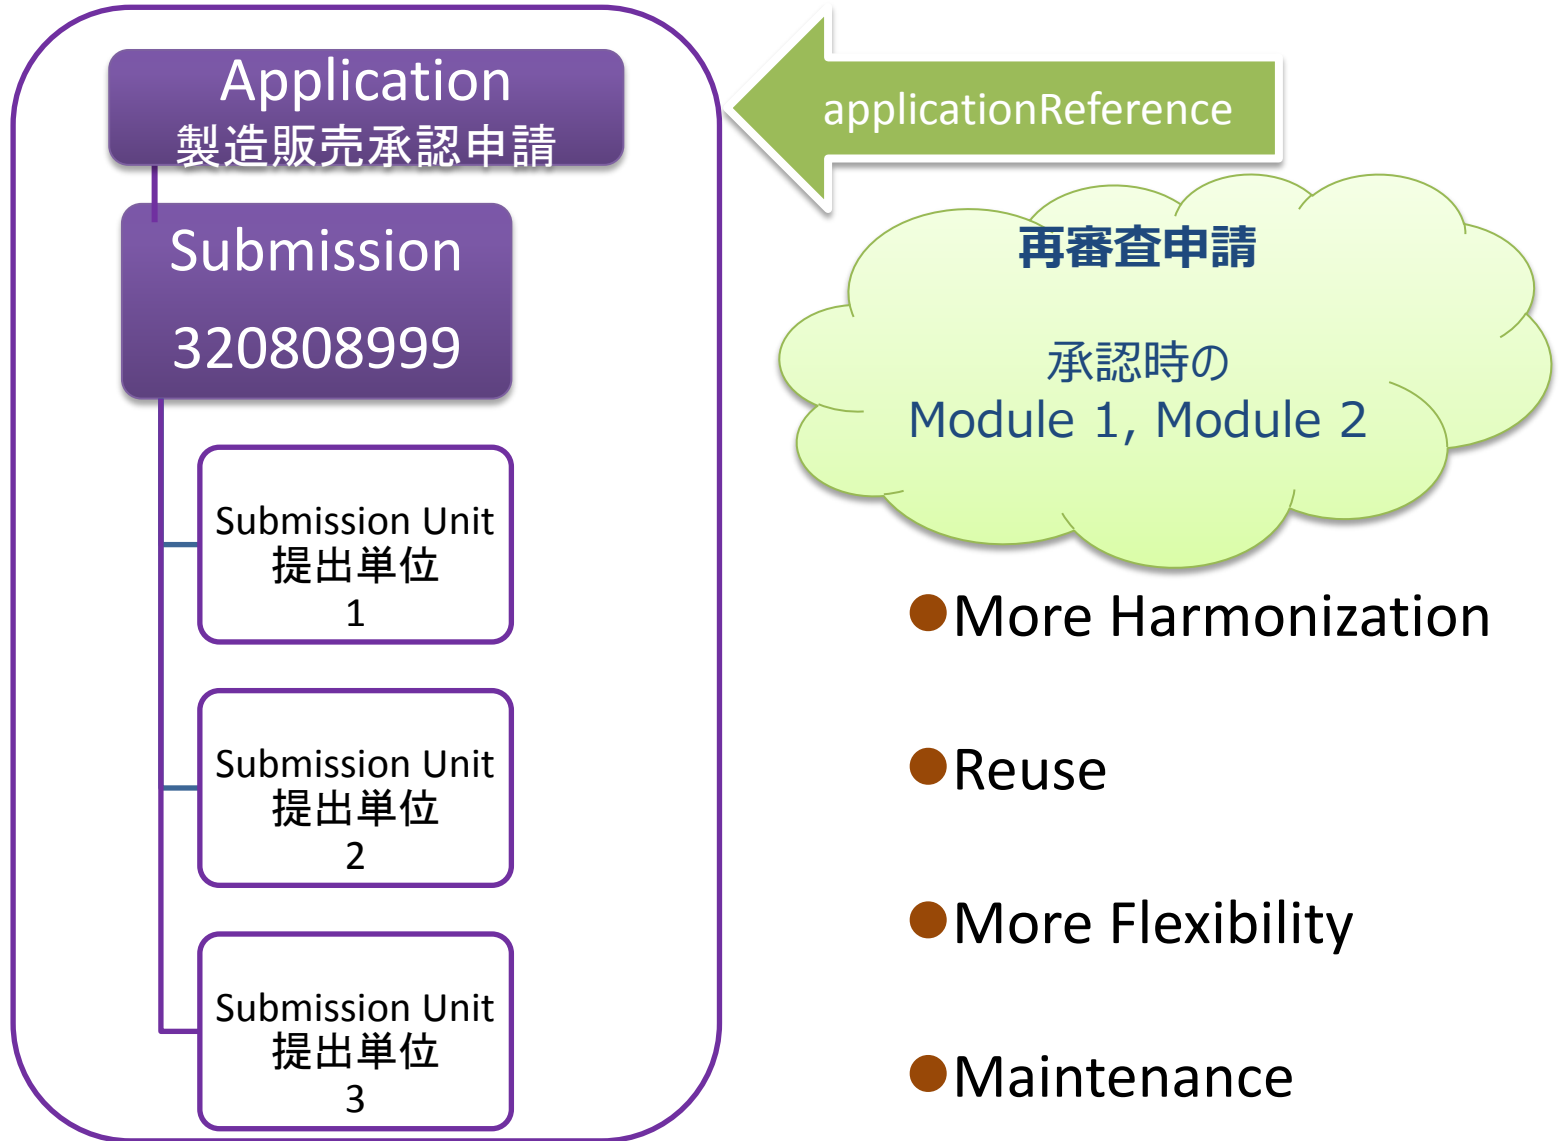 Application
製造販売承認申請
Submission
320808999
Submission Unit
提出単位
1
Submission Unit
提出単位
2
Submission Unit
提出単位
3
applicationReference
再審査申請
承認時の
Module 1, Module 2
●More Harmonization
●Reuse
●More Flexibility
●Maintenance